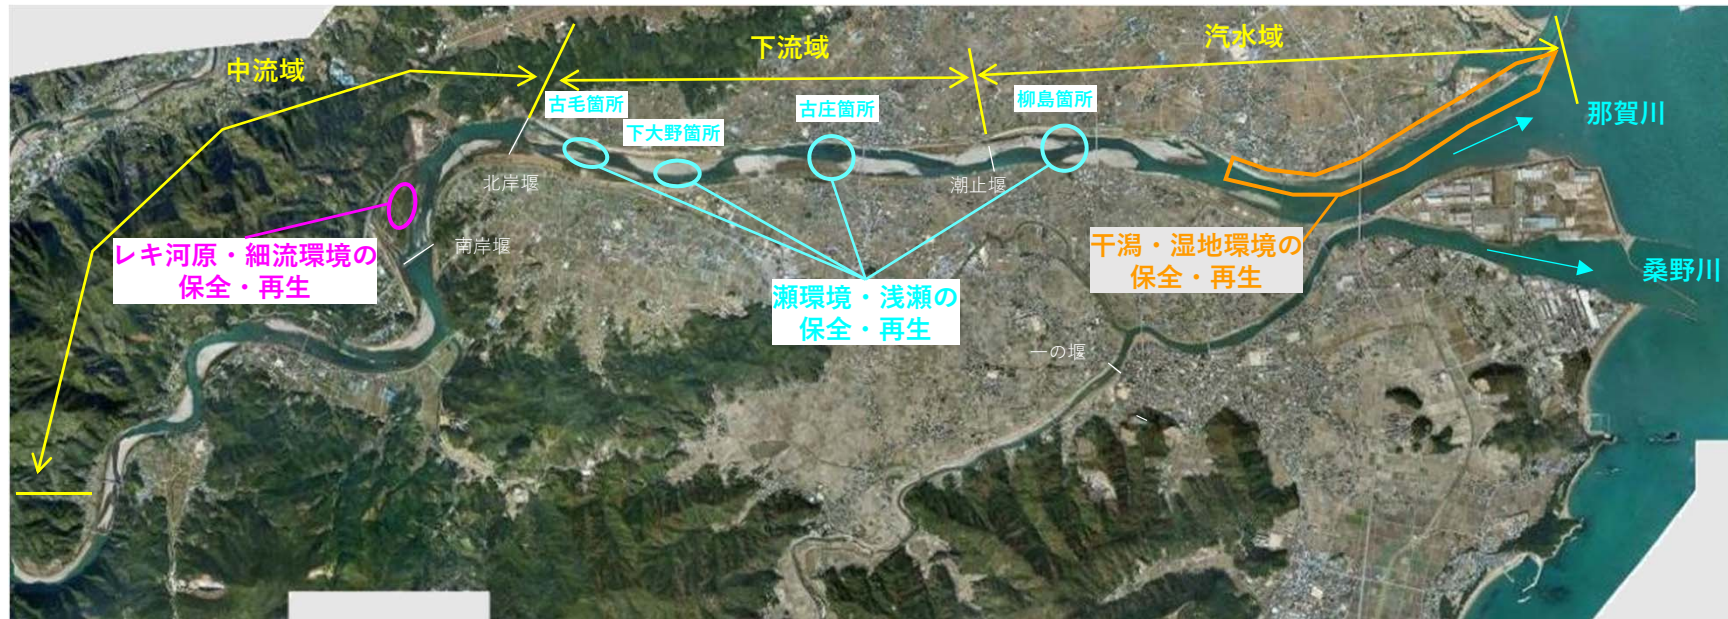 中流域
下流域
汽水域
古毛箇所
下大野箇所
古庄箇所
柳島箇所
那賀川
北岸堰
潮止堰
南岸堰
レキ河原・細流環境の
保全・再生
瀬環境・浅瀬の
保全・再生
干潟・湿地環境の
保全・再生
桑野川
一の堰